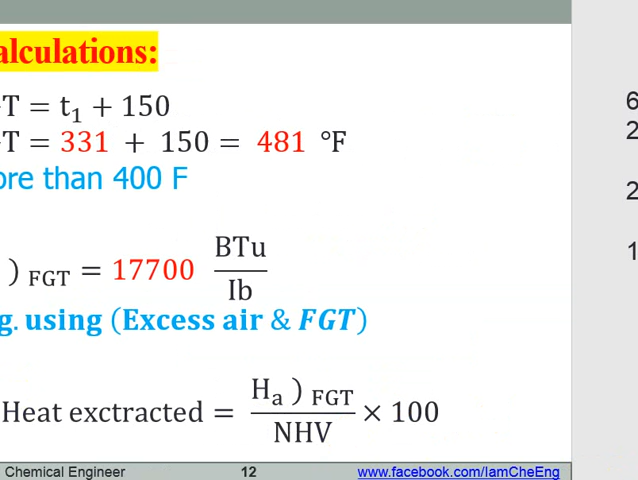 alculations:
T = t₁ + 150
T = 331 + 150 = 481 °F
ore than 400 F
) FGT = 17700 BTu / Ib
g. using (Excess air & FGT)
Heat exctracted = Hₐ ) FGT / NHV × 100
Chemical Engineer 12 www.facebook.com/IamCheEng
6
2
2
1